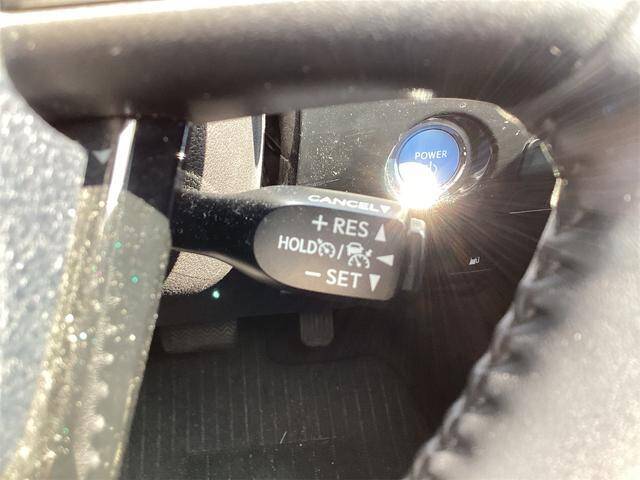 POWER
CANCEL
+ RES
HOLD /
- SET